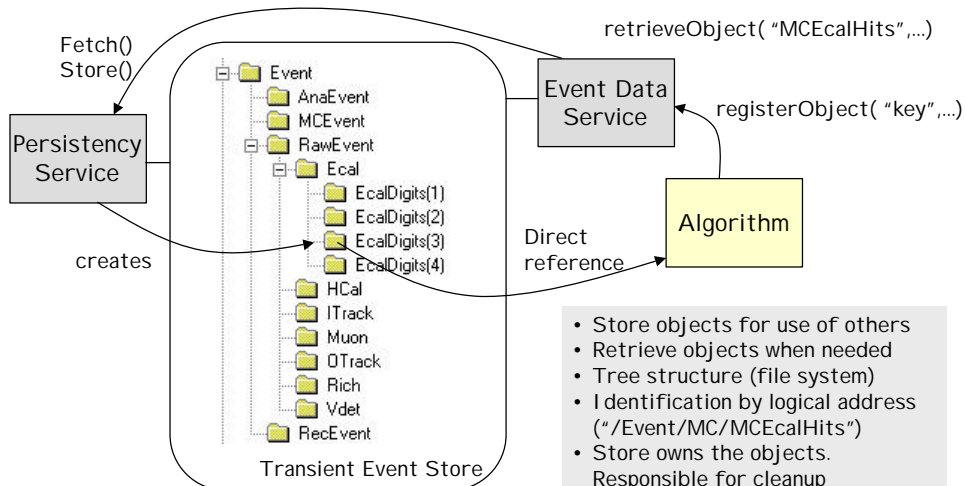 retrieveObject( “MCEcalHits”,...)
Fetch()
Store()
Event
AnaEvent
MCEvent
RawEvent
Ecal
EcalDigits(1)
EcalDigits(2)
EcalDigits(3)
EcalDigits(4)
HCal
ITrack
Muon
OTrack
Rich
Vdet
RecEvent
Transient Event Store
Persistency
Service
creates
Event Data
Service
registerObject( “key”,...)
Algorithm
Direct
reference
• Store objects for use of others
• Retrieve objects when needed
• Tree structure (file system)
• Identification by logical address
(“/Event/MC/MCEcalHits”)
• Store owns the objects.
Responsible for cleanup